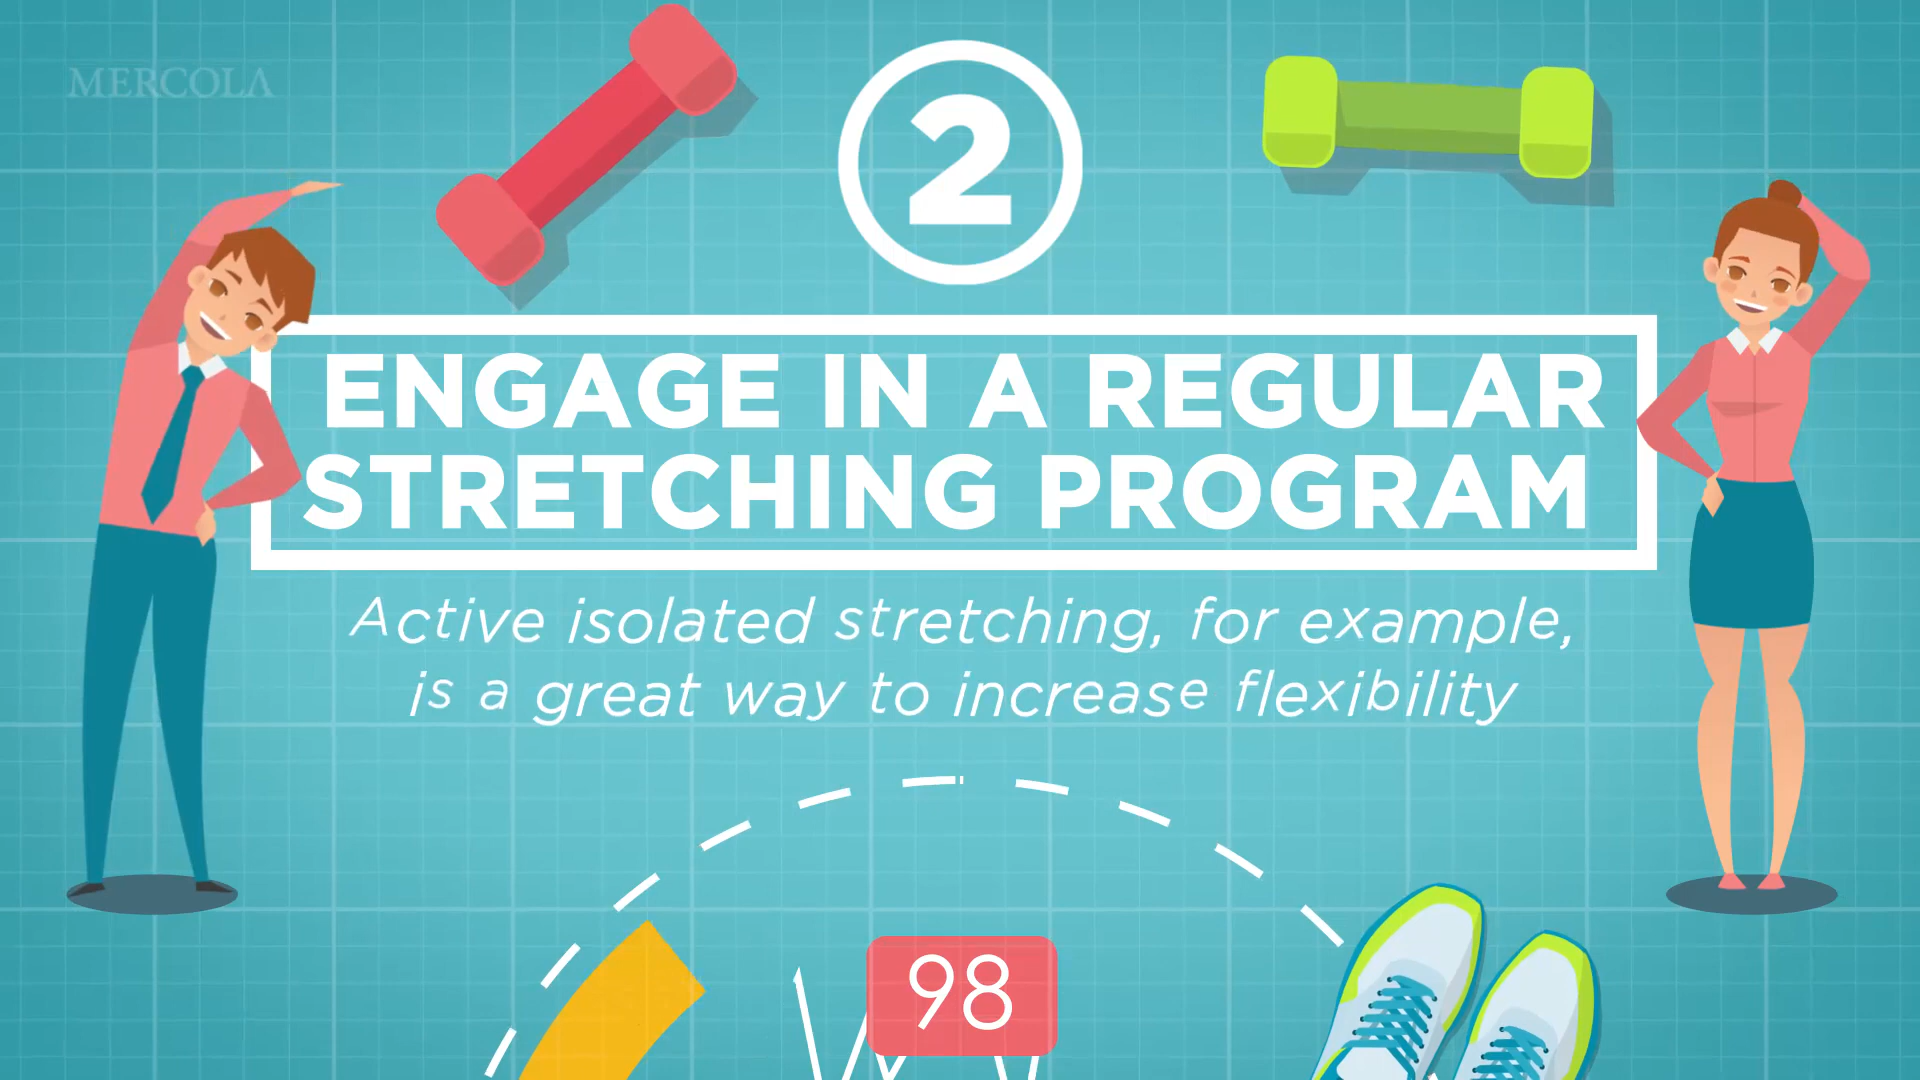 MERCOLA
2
ENGAGE IN A REGULAR
STRETCHING PROGRAM
Active isolated stretching, for example,
is a great way to increase flexibility
98